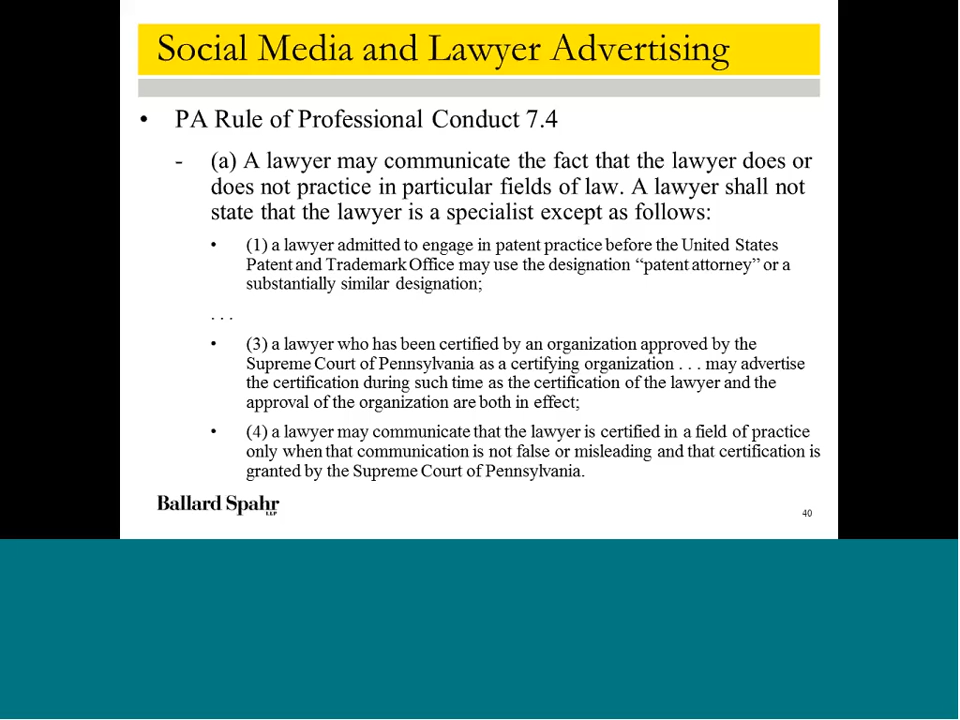 Social Media and Lawyer Advertising
• PA Rule of Professional Conduct 7.4
- (a) A lawyer may communicate the fact that the lawyer does or
does not practice in particular fields of law. A lawyer shall not
state that the lawyer is a specialist except as follows:
• (1) a lawyer admitted to engage in patent practice before the United States
Patent and Trademark Office may use the designation “patent attorney” or a
substantially similar designation;
. . .
• (3) a lawyer who has been certified by an organization approved by the
Supreme Court of Pennsylvania as a certifying organization . . . may advertise
the certification during such time as the certification of the lawyer and the
approval of the organization are both in effect;
• (4) a lawyer may communicate that the lawyer is certified in a field of practice
only when that communication is not false or misleading and that certification is
granted by the Supreme Court of Pennsylvania.
Ballard Spahr
LLP
40